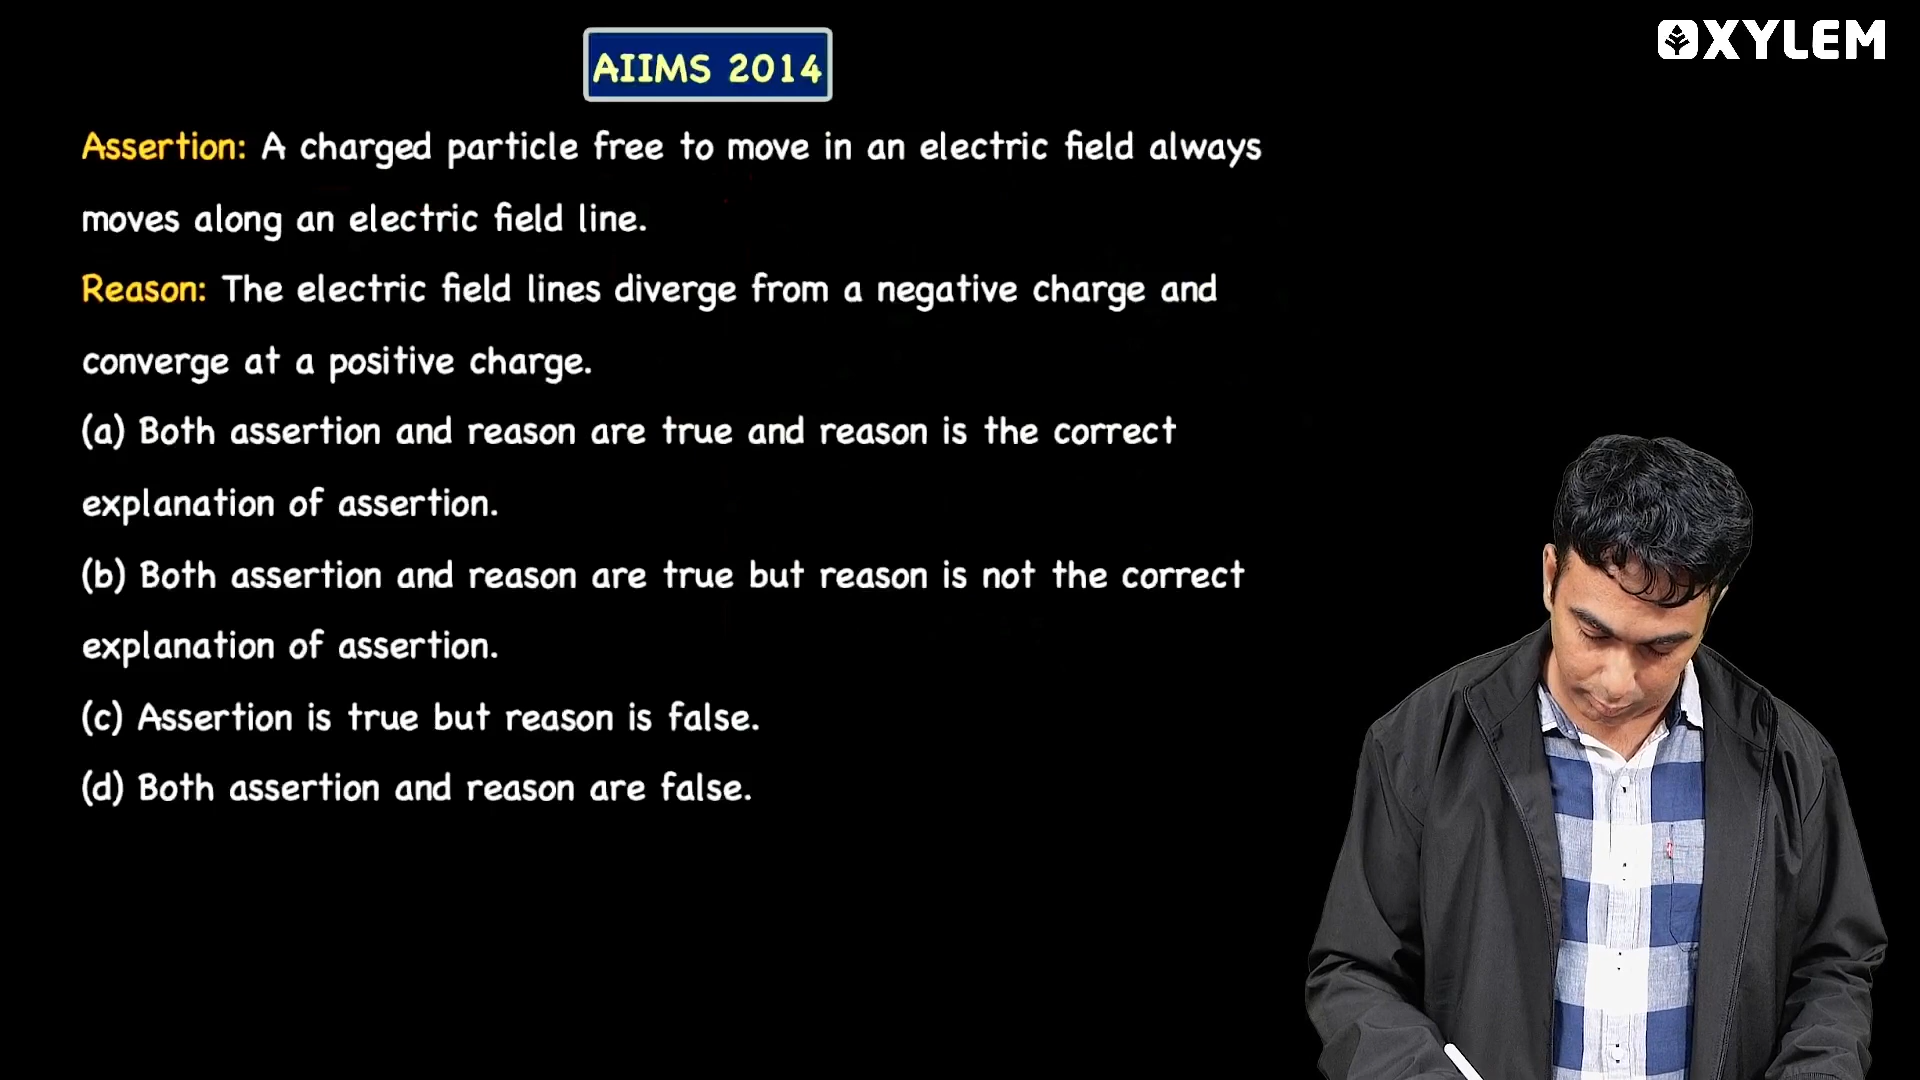 XYLEM
AIIMS 2014
Assertion: A charged particle free to move in an electric field always
moves along an electric field line.
Reason: The electric field lines diverge from a negative charge and
converge at a positive charge.
(a) Both assertion and reason are true and reason is the correct
explanation of assertion.
(b) Both assertion and reason are true but reason is not the correct
explanation of assertion.
(c) Assertion is true but reason is false.
(d) Both assertion and reason are false.